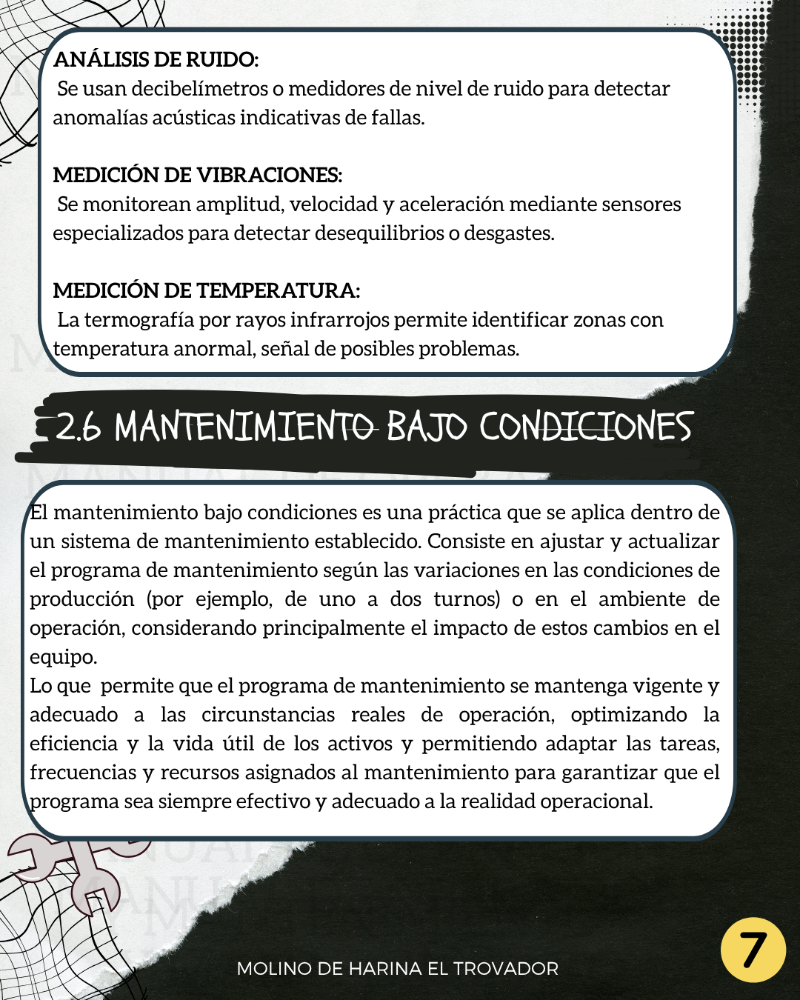 ANÁLISIS DE RUIDO:
Se usan decibelímetros o medidores de nivel de ruido para detectar
anomalías acústicas indicativas de fallas.
MEDICIÓN DE VIBRACIONES:
Se monitorean amplitud, velocidad y aceleración mediante sensores
especializados para detectar desequilibrios o desgastes.
MEDICIÓN DE TEMPERATURA:
La termografía por rayos infrarrojos permite identificar zonas con
temperatura anormal, señal de posibles problemas.
2.6 MANTENIMIENTO BAJO CONDICIONES
El mantenimiento bajo condiciones es una práctica que se aplica dentro de
un sistema de mantenimiento establecido. Consiste en ajustar y actualizar
el programa de mantenimiento según las variaciones en las condiciones de
producción (por ejemplo, de uno a dos turnos) o en el ambiente de
operación, considerando principalmente el impacto de estos cambios en el
equipo.
Lo que permite que el programa de mantenimiento se mantenga vigente y
adecuado a las circunstancias reales de operación, optimizando la
eficiencia y la vida útil de los activos y permitiendo adaptar las tareas,
frecuencias y recursos asignados al mantenimiento para garantizar que el
programa sea siempre efectivo y adecuado a la realidad operacional.
MOLINO DE HARINA EL TROVADOR
7